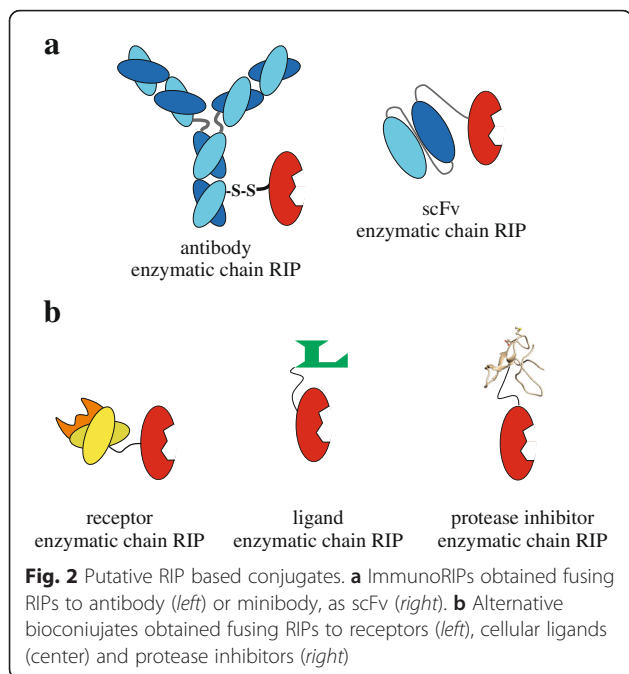 a
-S-S-
antibody
enzymatic chain RIP
scFv
enzymatic chain RIP
b
L
receptor
enzymatic chain RIP
ligand
enzymatic chain RIP
protease inhibitor
enzymatic chain RIP
Fig. 2 Putative RIP based conjugates. a ImmunoRIPs obtained fusing
RIPs to antibody (left) or minibody, as scFv (right). b Alternative
bioconiujates obtained fusing RIPs to receptors (left), cellular ligands
(center) and protease inhibitors (right)